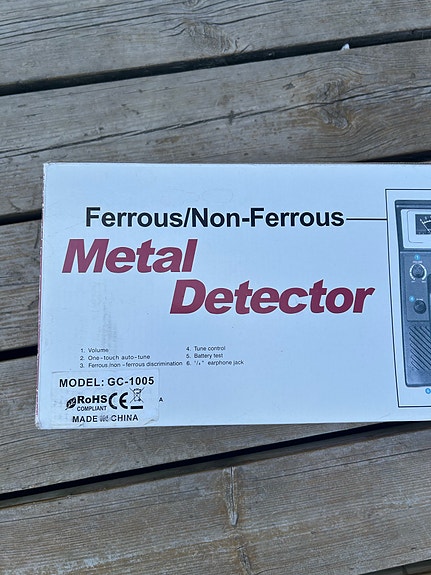 Ferrous/Non-Ferrous
Metal
Detector
1. Volume
2. One-touch auto-tune
3. Ferrous/non-ferrous discrimination
4. Tune control
5. Battery test
6. 1/4" earphone jack
MODEL: GC-1005
RoHS
COMPLIANT
CE
A
MADE IN CHINA